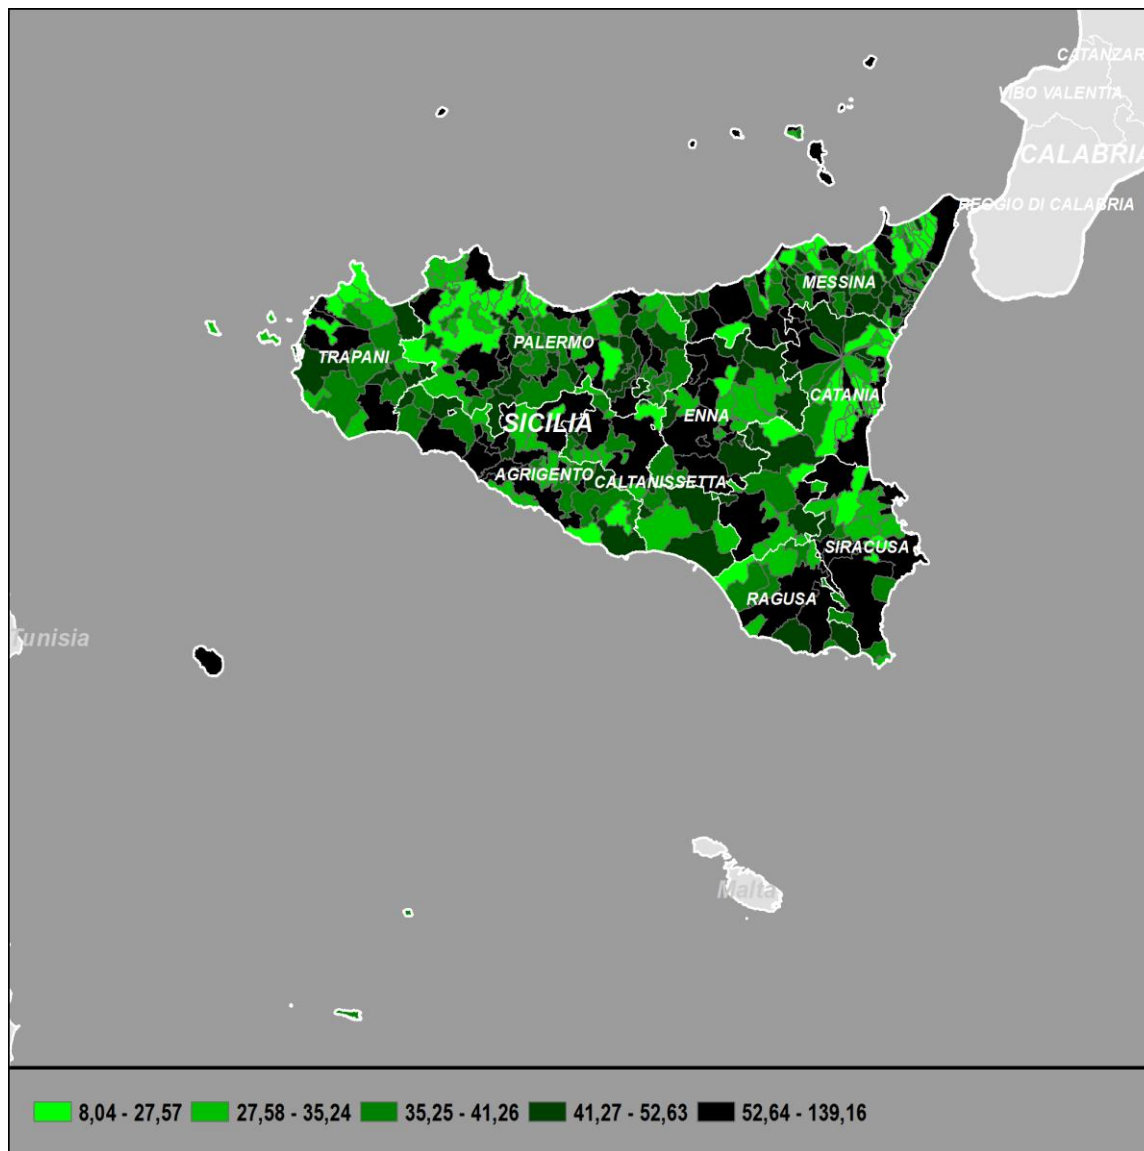 CATANZAR
VIBO VALENTIA
CALABRIA
REGGIO DI CALABRIA
MESSINA
PALERMO
TRAPANI
CATANIA
ENNA
SICILIA
AGRIGENTO
CALTANISSETTA
SIRACUSA
RAGUSA
Tunisia
Malta
8,04 - 27,57 27,58 - 35,24 35,25 - 41,26 41,27 - 52,63 52,64 - 139,16